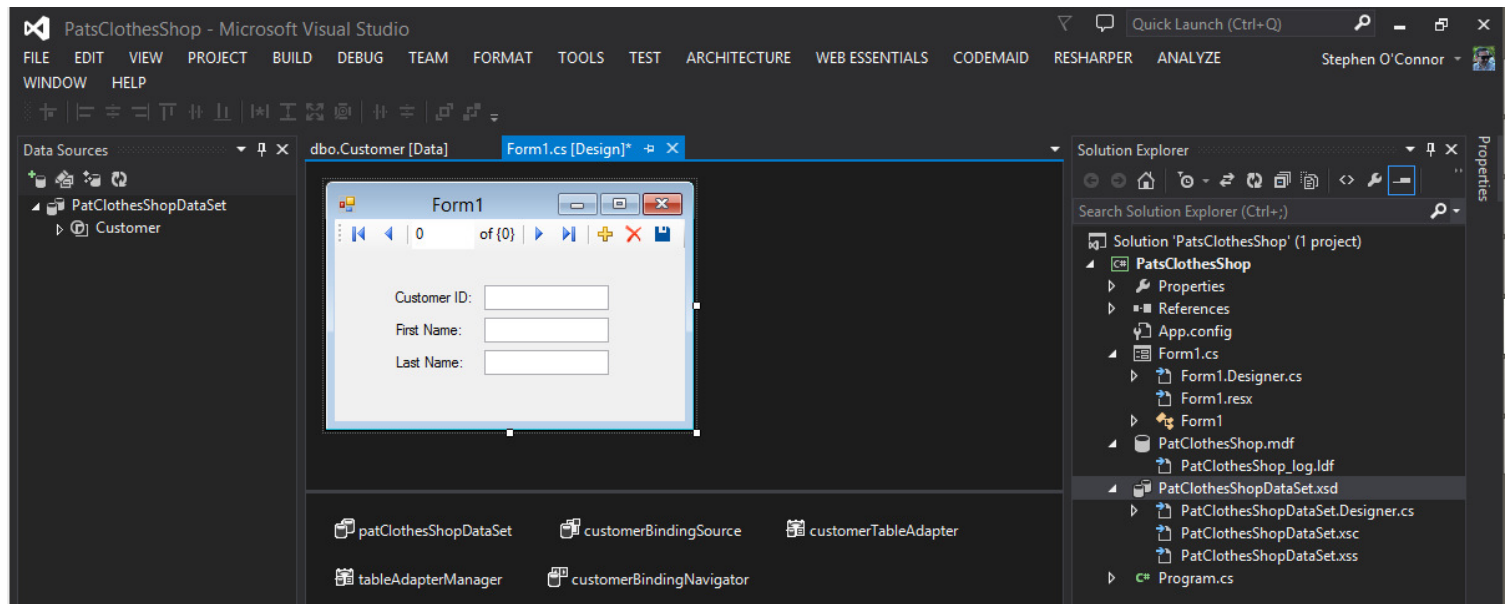 PatsClothesShop - Microsoft Visual Studio
Quick Launch (Ctrl+Q)
FILE EDIT VIEW PROJECT BUILD DEBUG TEAM FORMAT TOOLS TEST ARCHITECTURE WEB ESSENTIALS CODEMAID RESHARPER ANALYZE Stephen O'Connor
WINDOW HELP
Data Sources
PatClothesShopDataSet
Customer
dbo.Customer [Data] Form1.cs [Design]*
Form1
0 of {0}
Customer ID:
First Name:
Last Name:
patClothesShopDataSet customerBindingSource customerTableAdapter
tableAdapterManager customerBindingNavigator
Solution Explorer
Search Solution Explorer (Ctrl+;)
Solution 'PatsClothesShop' (1 project)
C# PatsClothesShop
Properties
References
App.config
Form1.cs
Form1.Designer.cs
Form1.resx
Form1
PatClothesShop.mdf
PatClothesShop_log.ldf
PatClothesShopDataSet.xsd
PatClothesShopDataSet.Designer.cs
PatClothesShopDataSet.xsc
PatClothesShopDataSet.xss
C# Program.cs
Properties